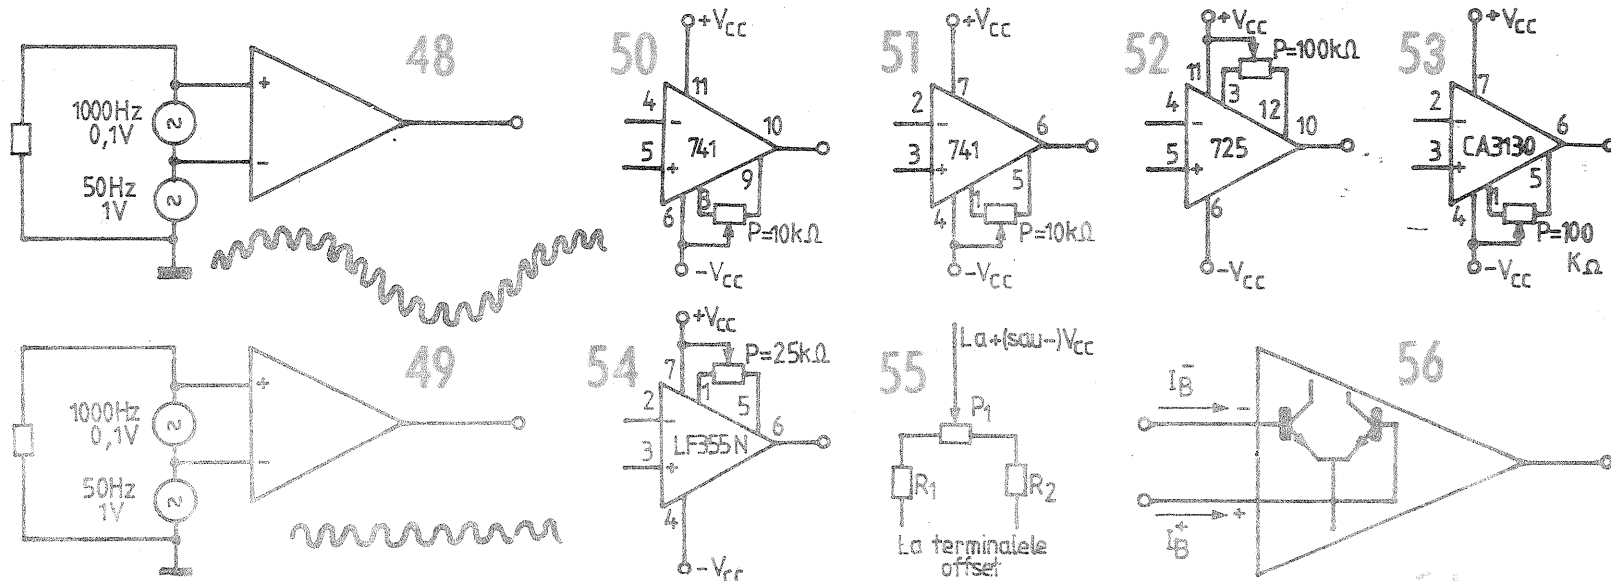 48
1000Hz
0,1V
50Hz
1V
+
-
50
+VCC
11
4
5
-
+
741
10
9
8
6
P=10kΩ
-VCC
51
+VCC
7
2
3
-
+
741
6
5
1
4
P=10kΩ
-VCC
52
+VCC
P=100kΩ
11
3
12
4
5
-
+
725
10
6
-VCC
53
+VCC
7
2
3
-
+
CA3130
6
5
1
4
P=100
KΩ
-VCC
49
1000Hz
0,1V
50Hz
1V
+
-
54
+VCC
P=25kΩ
7
1
5
2
3
-
+
LF355N
6
4
-VCC
55
La+(sau-)VCC
P1
R1
R2
La terminalele
offset
56
IB-
-
IB+
+